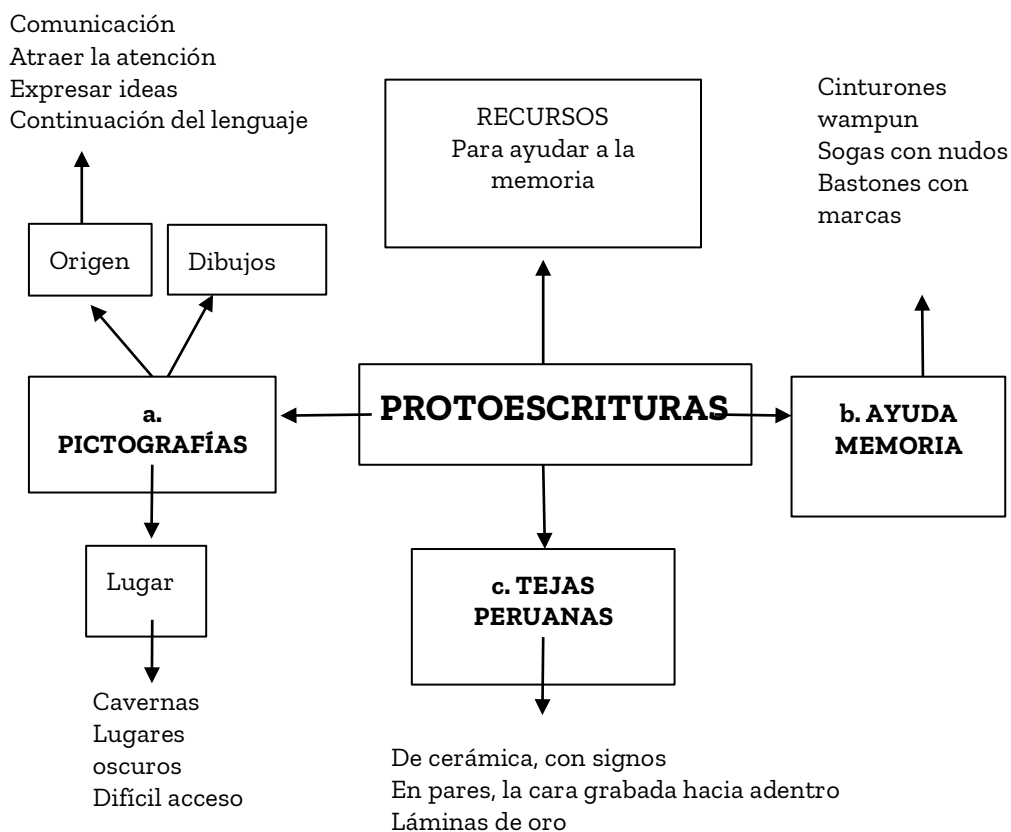 Comunicación
Atraer la atención
Expresar ideas
Continuación del lenguaje
RECURSOS
Para ayudar a la
memoria
Cinturones
wampun
Sogas con nudos
Bastones con
marcas
Origen
Dibujos
a.
PICTOGRAFÍAS
PROTOESCRITURAS
b. AYUDA
MEMORIA
Lugar
c. TEJAS
PERUANAS
Cavernas
Lugares
oscuros
Difícil acceso
De cerámica, con signos
En pares, la cara grabada hacia adentro
Láminas de oro